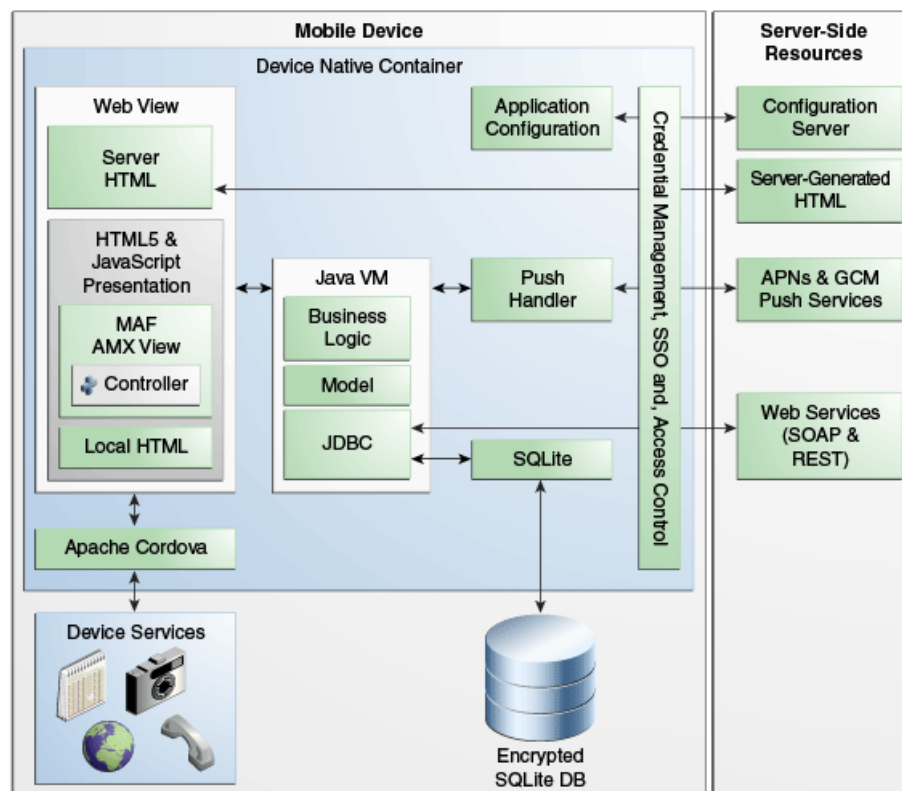 Mobile Device
Device Native Container
Web View
Server
HTML
HTML5 &
JavaScript
Presentation
MAF
AMX View
Controller
Local HTML
Apache Cordova
Device Services
Java VM
Business
Logic
Model
JDBC
Application
Configuration
Push
Handler
SQLite
Encrypted
SQLite DB
Credential Management, SSO and, Access Control
Server-Side
Resources
Configuration
Server
Server-Generated
HTML
APNs & GCM
Push Services
Web Services
(SOAP &
REST)